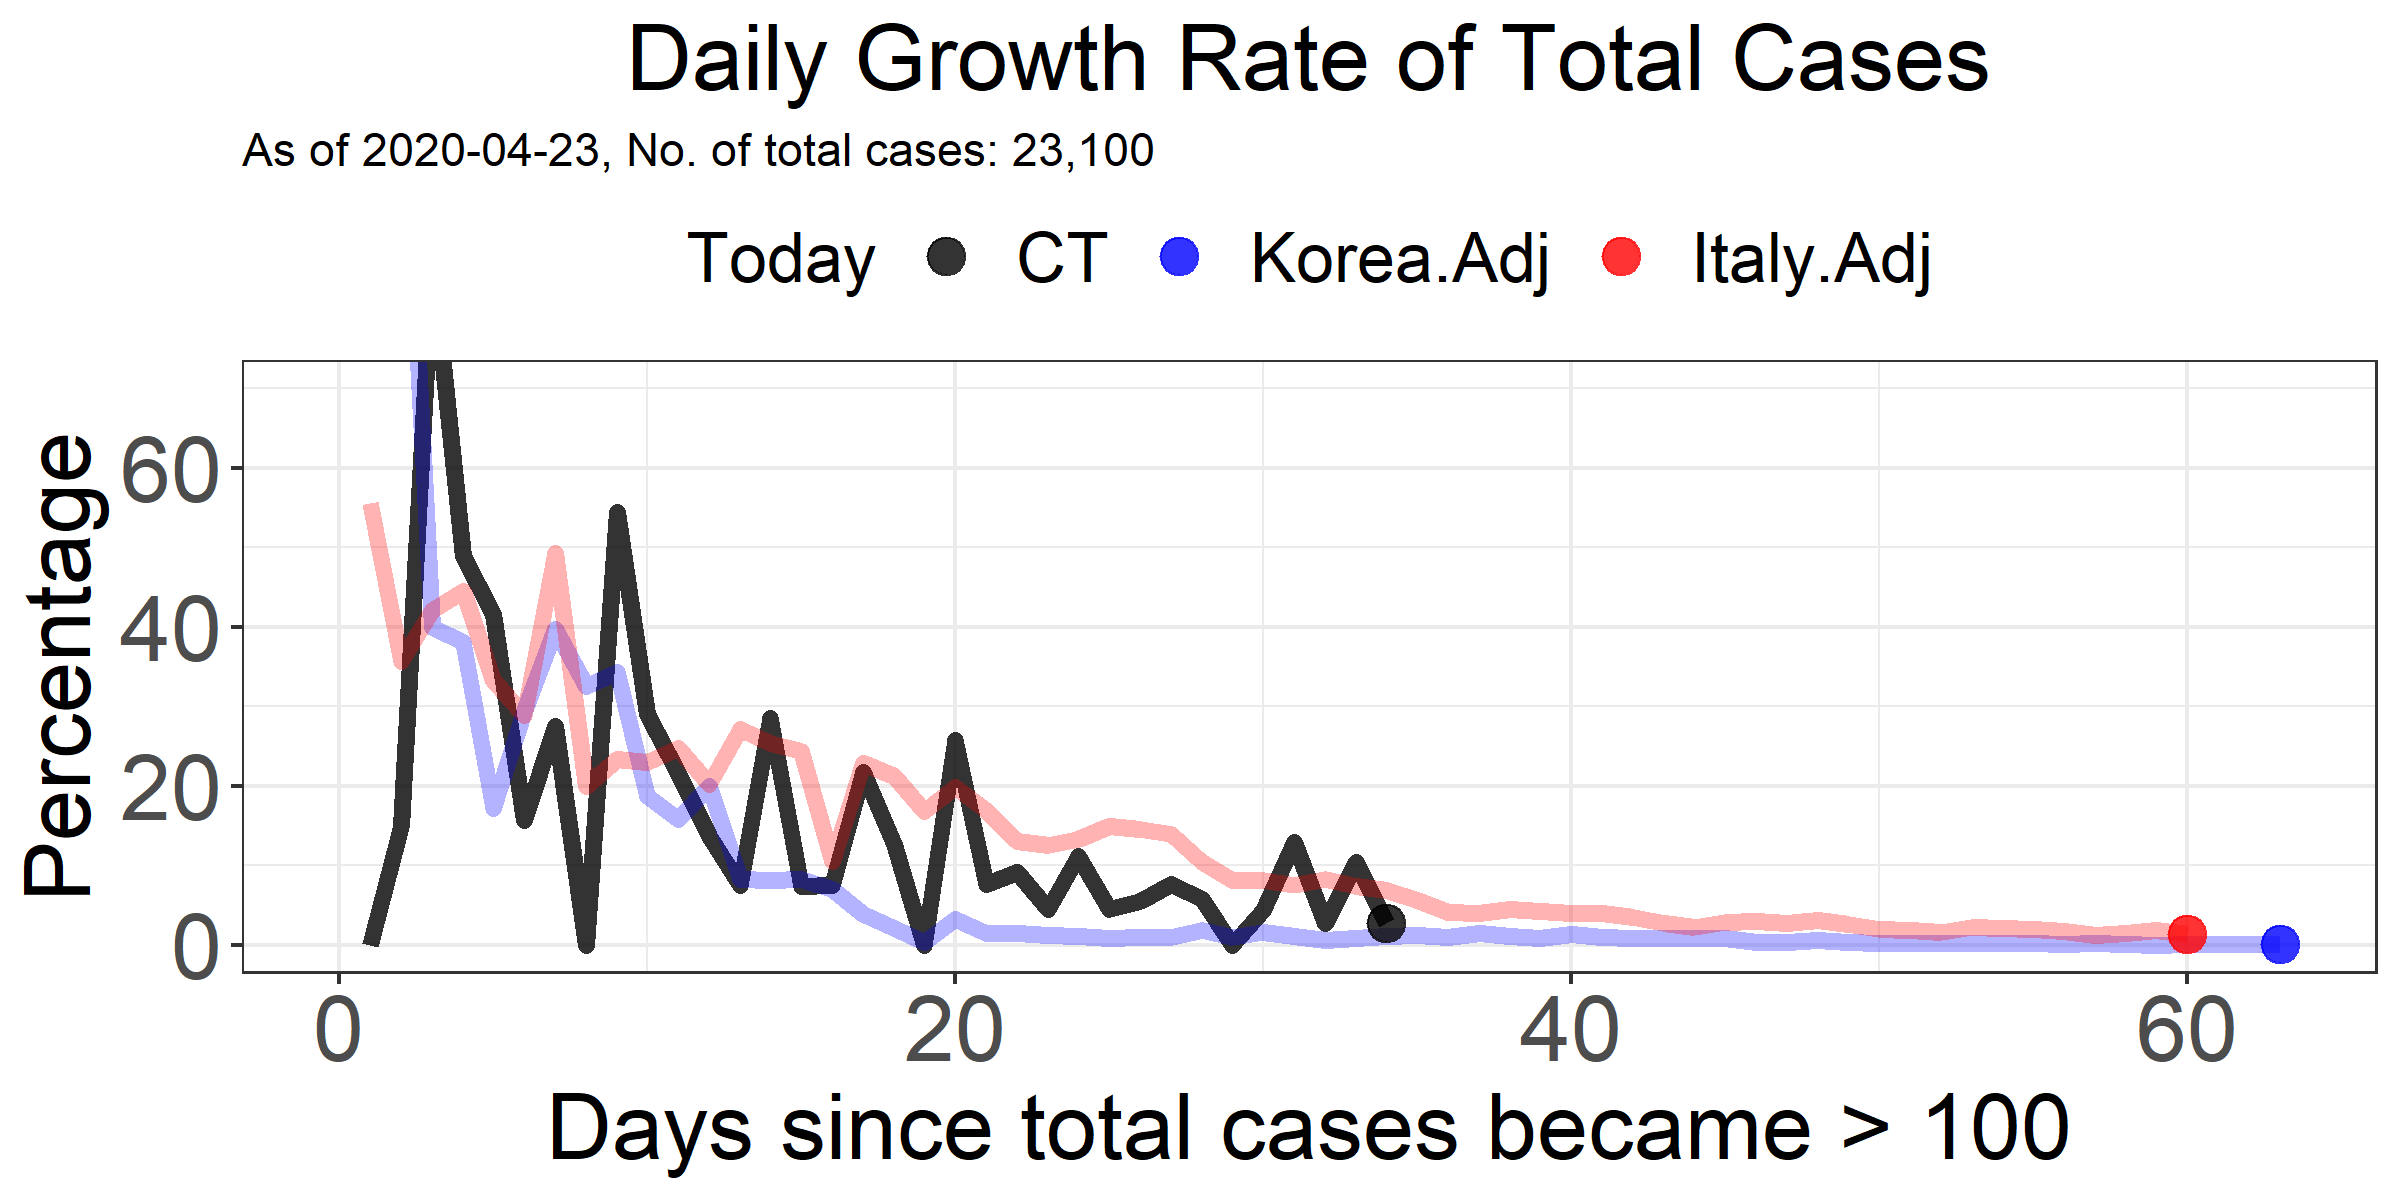 Daily Growth Rate of Total Cases
As of 2020-04-23, No. of total cases: 23,100
Today CT Korea.Adj Italy.Adj
Percentage
60
40
20
0
0 20 40 60
Days since total cases became > 100